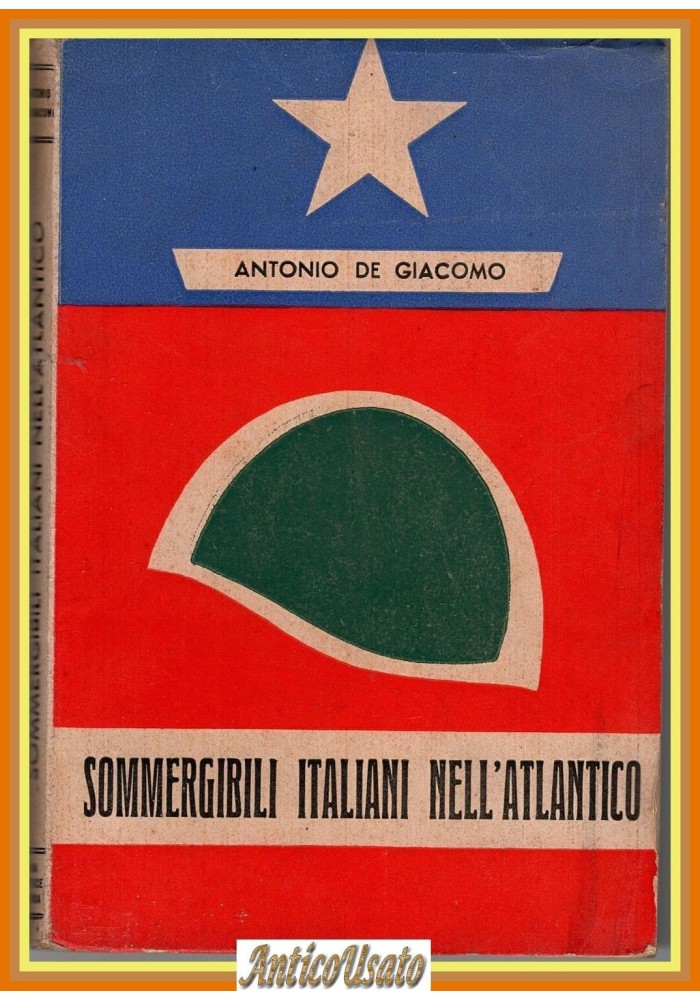 ANTONIO DE GIACOMO
SOMMERGIBILI ITALIANI NELL'ATLANTICO
SOMMERGIBILI ITALIANI NELL'ATLANTICO
AnticoUsato